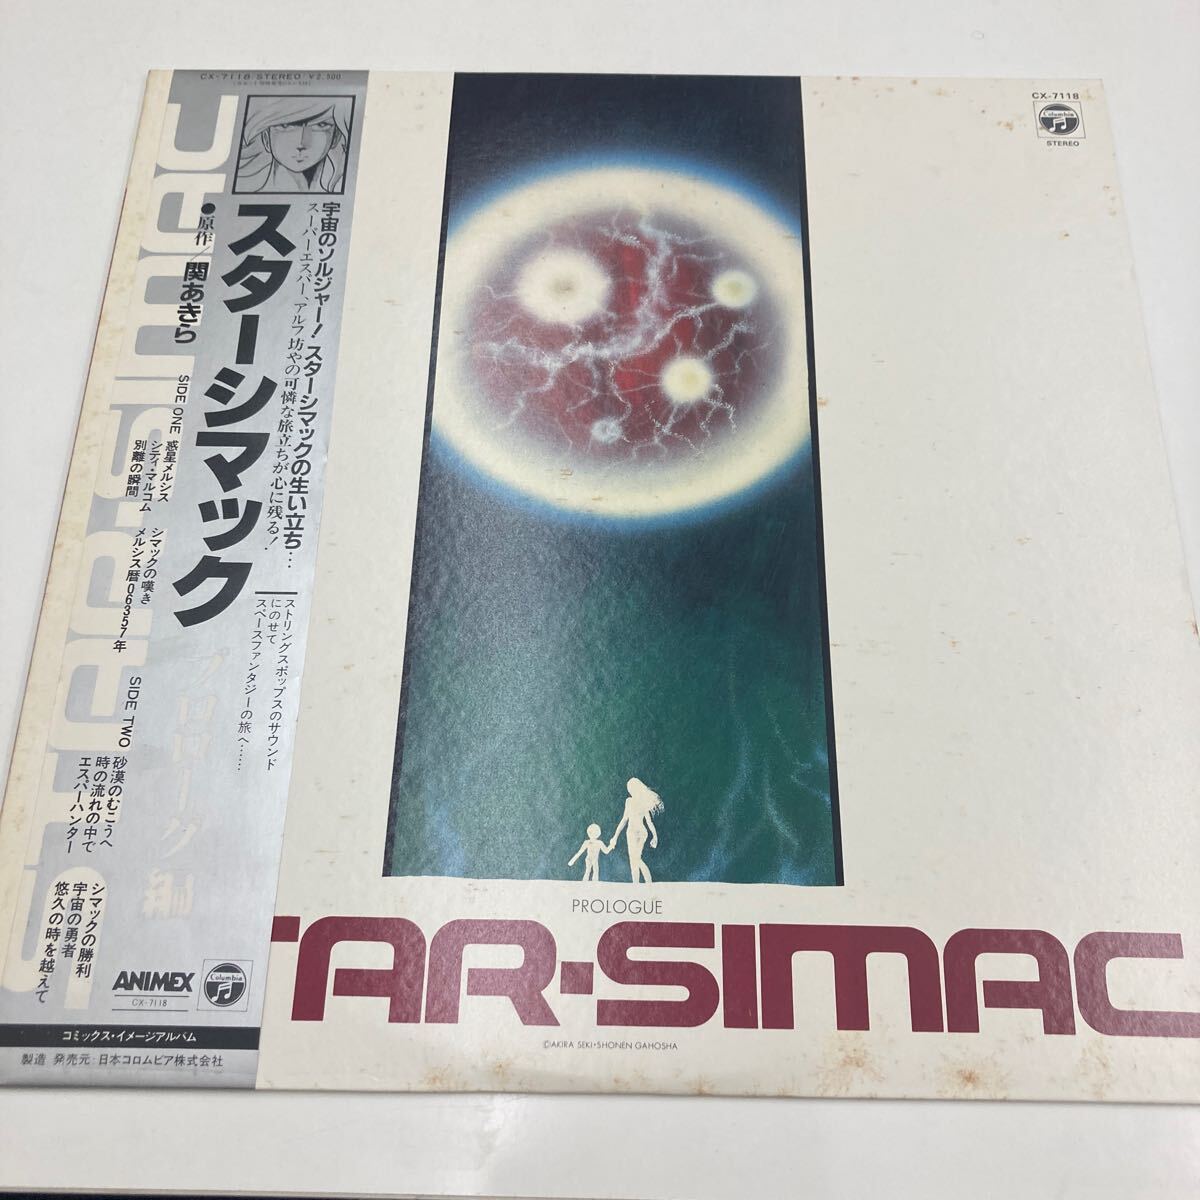 CX-7118 STEREO ¥2,500
スターシマック
●原作／関あきら
プロローグ編
宇宙のソルジャー！スターシマックの生い立ち…
スーパーエスパー、アルフ坊やの可憐な旅立ちが心に残る！
ストリングスポップスのサウンド
にのせて
スペースファンタジーの旅へ……
SIDE ONE
惑星メルシス
シティ・マルコム
別離の瞬間
シマックの嘆き
メルシス暦06357年
SIDE TWO
砂漠のむこうへ
時の流れの中で
エスパーハンター
シマックの勝利
宇宙の勇者
悠久の時を越えて
ANIMEX
CX-7118
Columbia
コミックス・イメージアルバム
製造 発売元：日本コロムビア株式会社
CX-7118
Columbia
STEREO
PROLOGUE
TAR-SIMAC
©AKIRA SEKI・SHONEN GAHOSHA